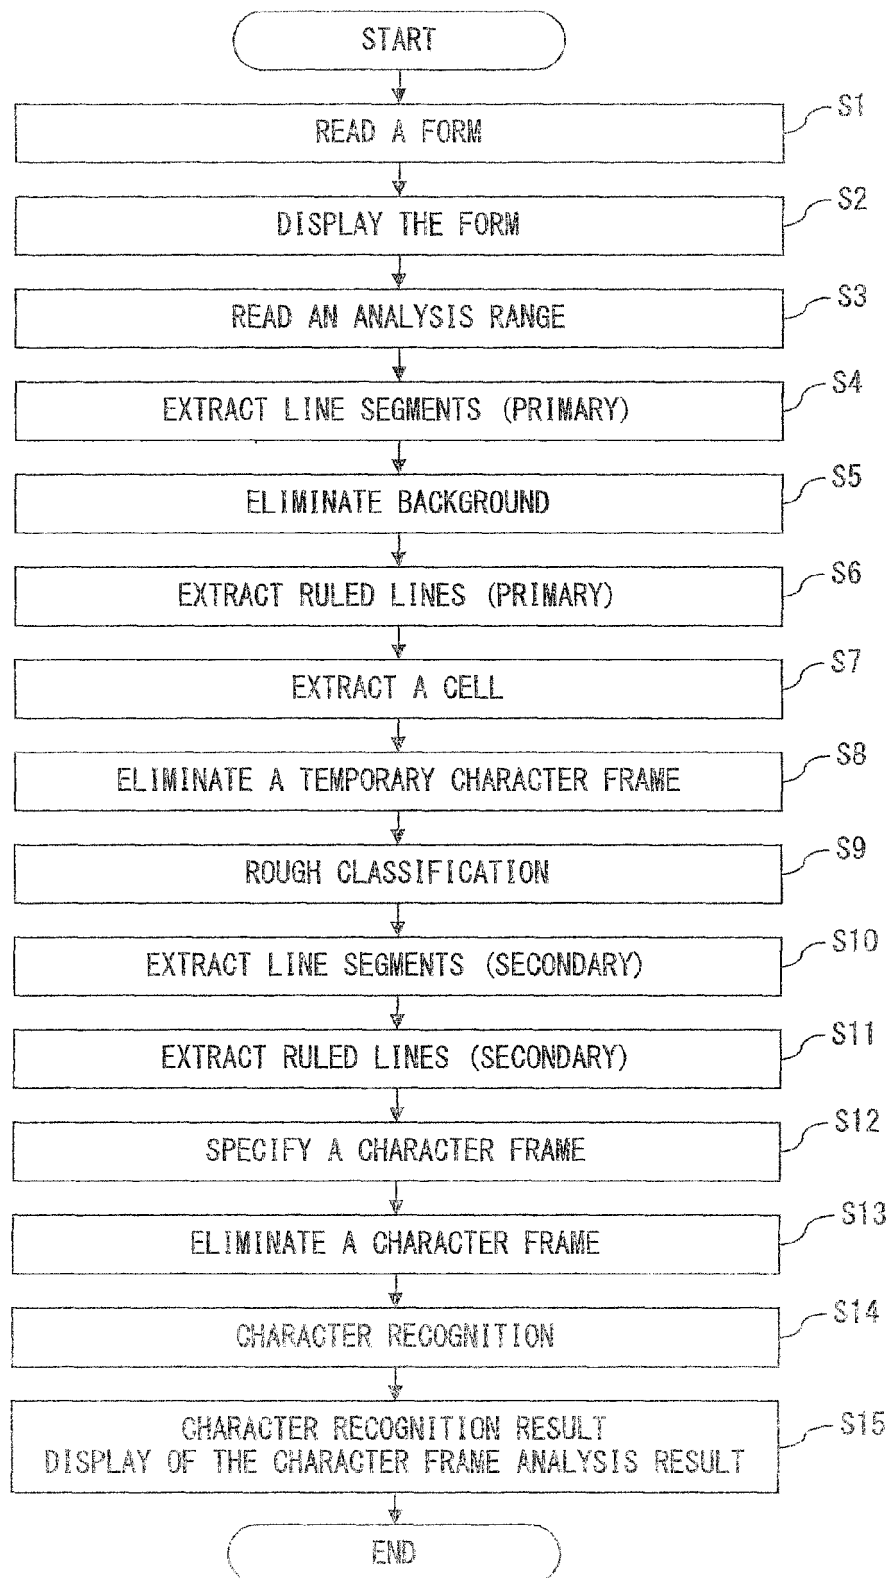 START
READ A FORM
S1
DISPLAY THE FORM
S2
READ AN ANALYSIS RANGE
S3
EXTRACT LINE SEGMENTS (PRIMARY)
S4
ELIMINATE BACKGROUND
S5
EXTRACT RULED LINES (PRIMARY)
S6
EXTRACT A CELL
S7
ELIMINATE A TEMPORARY CHARACTER FRAME
S8
ROUGH CLASSIFICATION
S9
EXTRACT LINE SEGMENTS (SECONDARY)
S10
EXTRACT RULED LINES (SECONDARY)
S11
SPECIFY A CHARACTER FRAME
S12
ELIMINATE A CHARACTER FRAME
S13
CHARACTER RECOGNITION
S14
CHARACTER RECOGNITION RESULT
DISPLAY OF THE CHARACTER FRAME ANALYSIS RESULT
S15
END